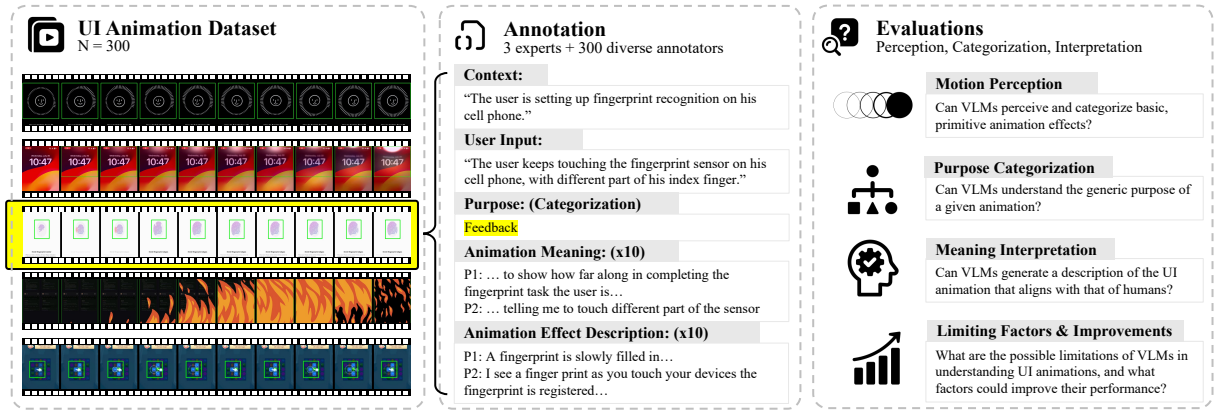 UI Animation Dataset
N = 300
10:47 10:47 10:47 10:47 10:47 10:47 10:47 10:47 10:47 10:47
Annotation
3 experts + 300 diverse annotators
Context:
“The user is setting up fingerprint recognition on his
cell phone.”
User Input:
“The user keeps touching the fingerprint sensor on his
cell phone, with different part of his index finger.”
Purpose: (Categorization)
Feedback
Animation Meaning: (x10)
P1: … to show how far along in completing the
fingerprint task the user is…
P2: … telling me to touch different part of the sensor
Animation Effect Description: (x10)
P1: A fingerprint is slowly filled in…
P2: I see a finger print as you touch your devices the
fingerprint is registered…
Evaluations
Perception, Categorization, Interpretation
Motion Perception
Can VLMs perceive and categorize basic,
primitive animation effects?
Purpose Categorization
Can VLMs understand the generic purpose of
a given animation?
Meaning Interpretation
Can VLMs generate a description of the UI
animation that aligns with that of humans?
Limiting Factors & Improvements
What are the possible limitations of VLMs in
understanding UI animations, and what
factors could improve their performance?